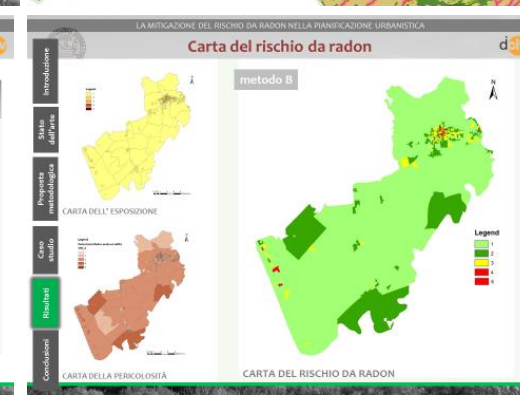 LA MITIGAZIONE DEL RISCHIO DA RADON NELLA PIANIFICAZIONE URBANISTICA
Carta del rischio da radon
Introduzione
Stato
dell'arte
Proposta
metodologica
Caso
studio
Risultati
Conclusioni
CARTA DELL' ESPOSIZIONE
CARTA DELLA PERICOLOSITÀ
metodo B
N
Legend
1
2
3
4
5
CARTA DEL RISCHIO DA RADON